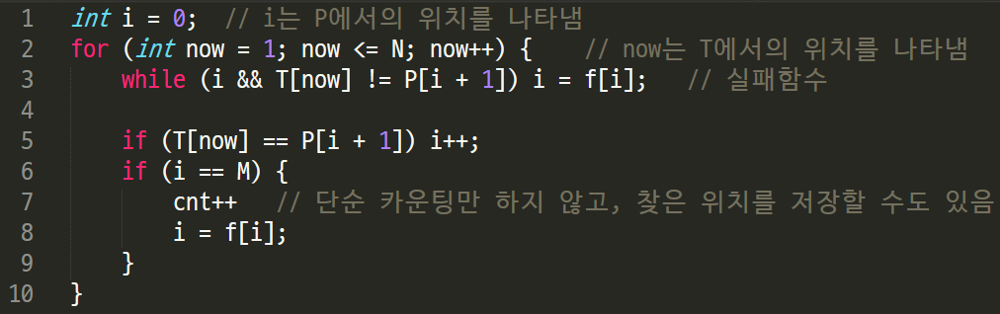 1 int i = 0;  // i는 P에서의 위치를 나타냄
2 for (int now = 1; now <= N; now++) {    // now는 T에서의 위치를 나타냄
3     while (i && T[now] != P[i + 1]) i = f[i];   // 실패함수
4
5     if (T[now] == P[i + 1]) i++;
6     if (i == M) {
7         cnt++   // 단순 카운팅만 하지 않고, 찾은 위치를 저장할 수도 있음
8         i = f[i];
9     }
10 }